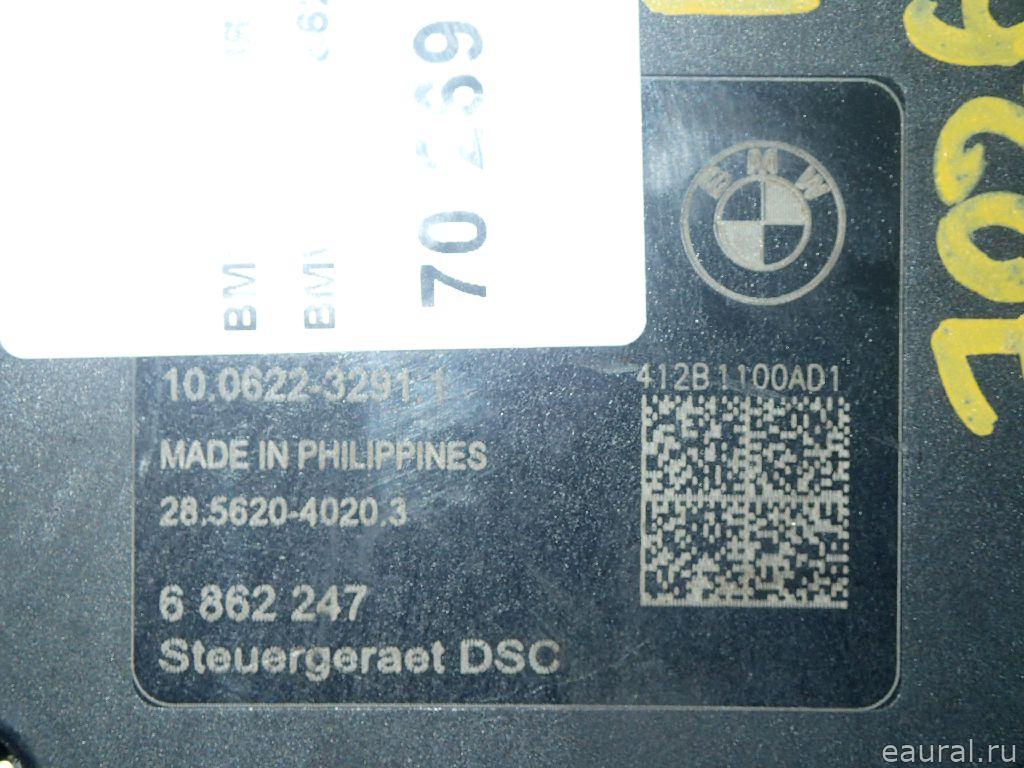 70 269
BMW
10.0622-3291.1
412B1100AD1
MADE IN PHILIPPINES
28.5620-4020.3
6 862 247
Steuergeraet DSC
eaural.ru